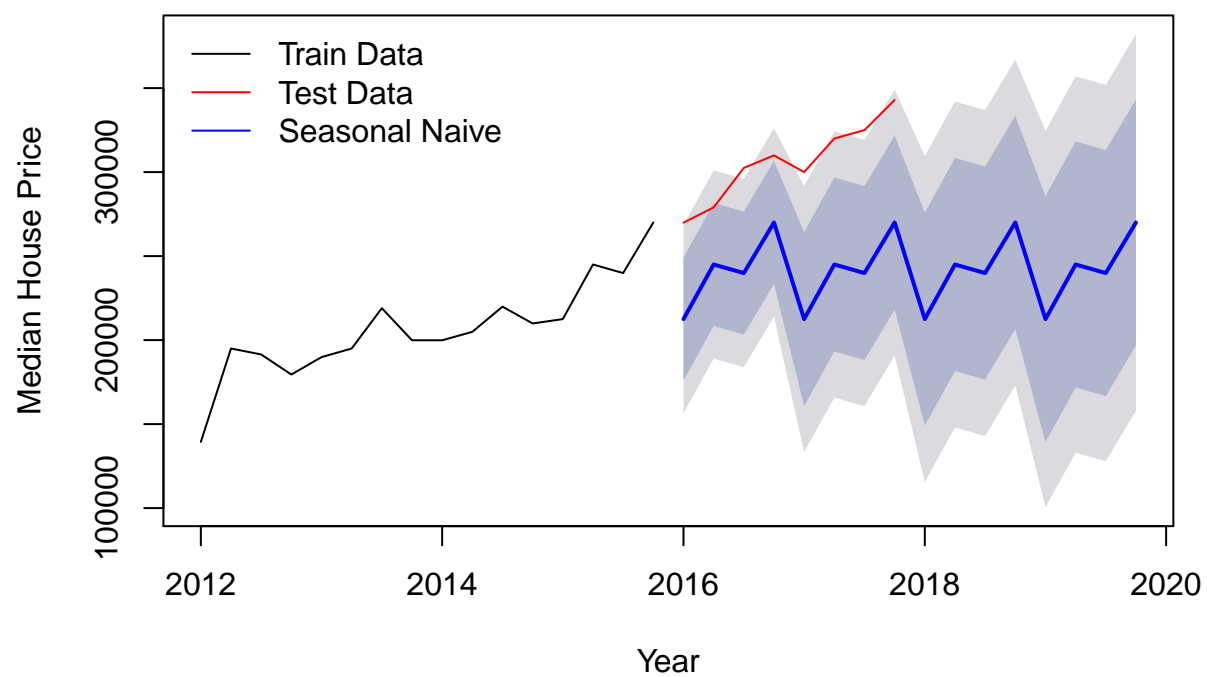 Train Data
Test Data
Seasonal Naive
Median House Price
300000
200000
100000
2012 2014 2016 2018 2020
Year